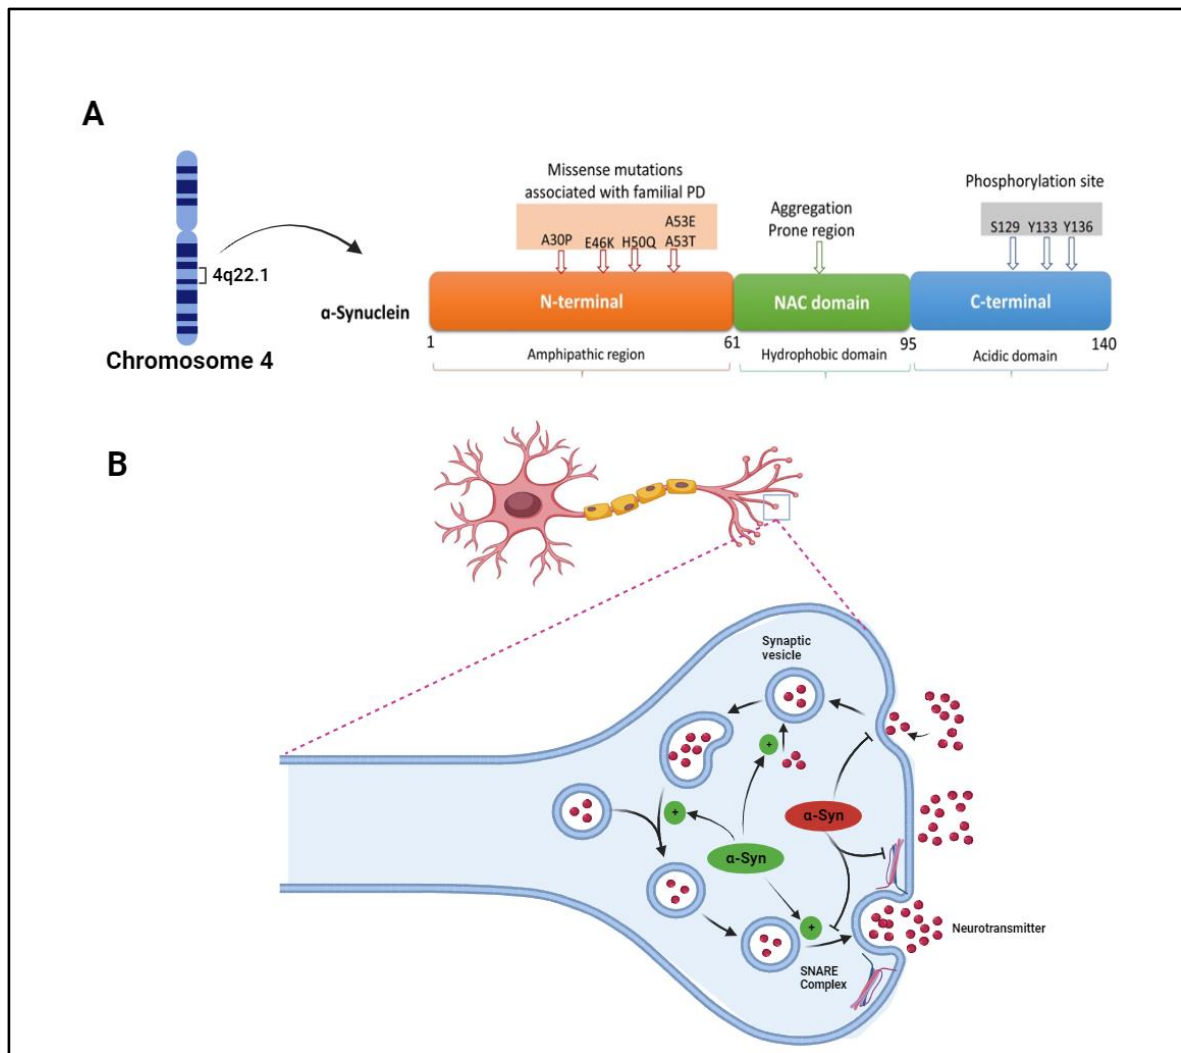 A
Missense mutations
associated with familial PD
Phosphorylation site
Aggregation
Prone region
A53E
A30P E46K H50Q A53T
S129 Y133 Y136
4q22.1
α-Synuclein
N-terminal
NAC domain
C-terminal
1 61 95 140
Amphipathic region
Hydrophobic domain
Acidic domain
Chromosome 4
B
Synaptic
vesicle
+
+
α-Syn
α-Syn
+
Neurotransmitter
SNARE
Complex